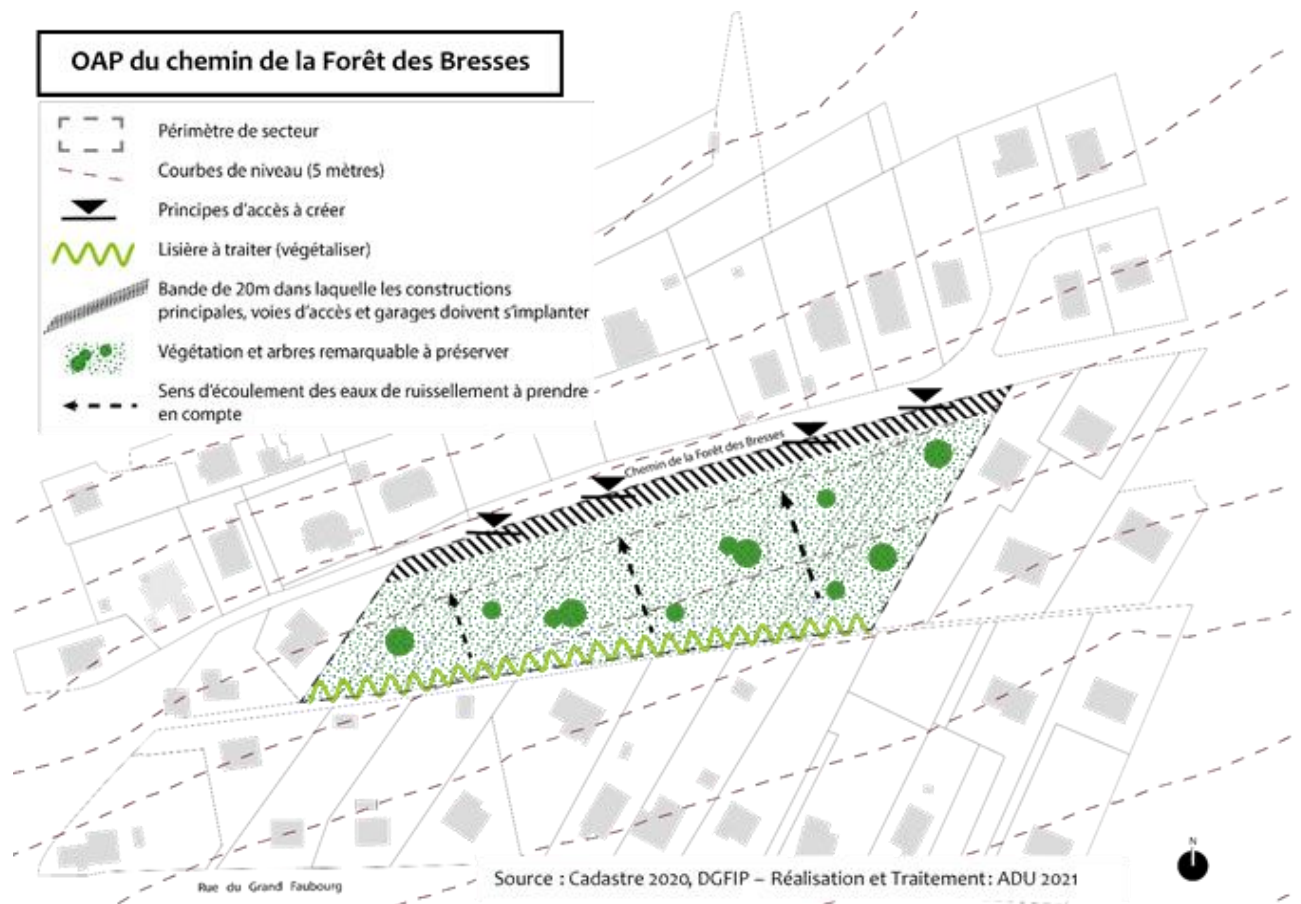 OAP du chemin de la Forêt des Bresses
Périmètre de secteur
Courbes de niveau (5 mètres)
Principes d'accès à créer
Lisière à traiter (végétaliser)
Bande de 20m dans laquelle les constructions
principales, voies d'accès et garages doivent s'implanter
Végétation et arbres remarquable à préserver
Sens d'écoulement des eaux de ruissellement à prendre
en compte
Chemin de la Forêt des Bresses
Rue du Grand Faubourg
Source : Cadastre 2020, DGFIP – Réalisation et Traitement: ADU 2021
N